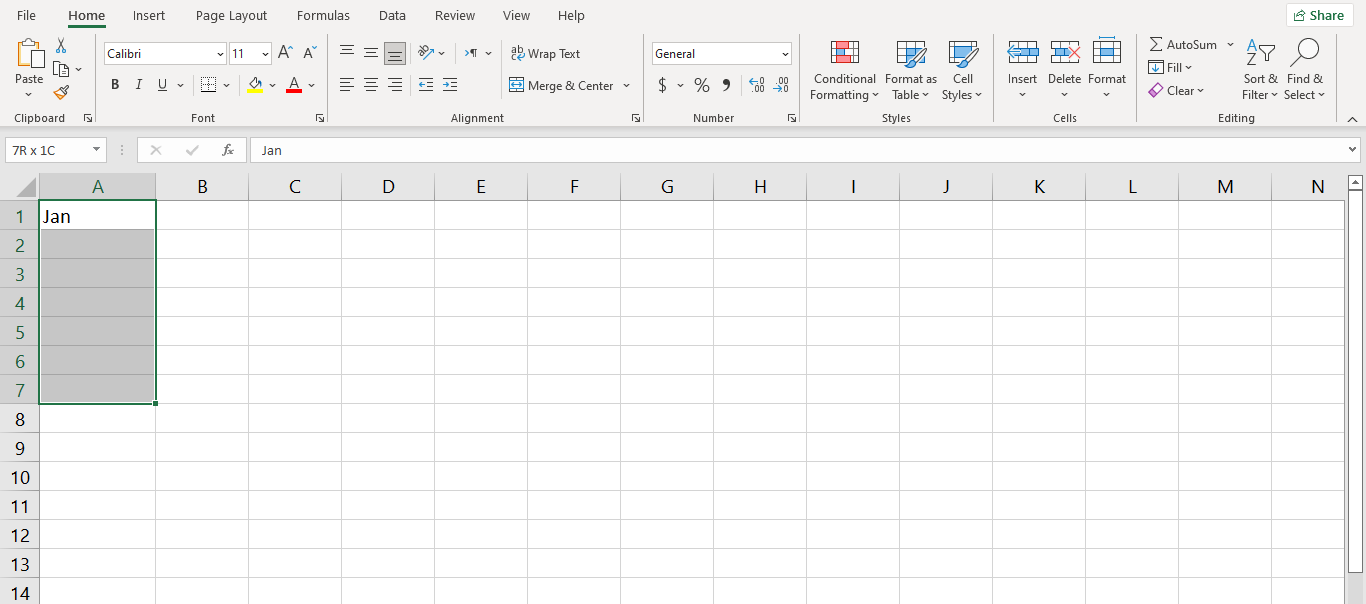 File Home Insert Page Layout Formulas Data Review View Help Share
Calibri 11 A A ab Wrap Text General AutoSum A Z
Paste B I U A Merge & Center $ % , .00 .0 Conditional Formatting Format as Table Cell Styles Insert Delete Format Fill Clear Sort & Filter Find & Select
Clipboard Font Alignment Number Styles Cells Editing
7R x 1C fx Jan
A B C D E F G H I J K L M N
1 Jan
2
3
4
5
6
7
8
9
10
11
12
13
14